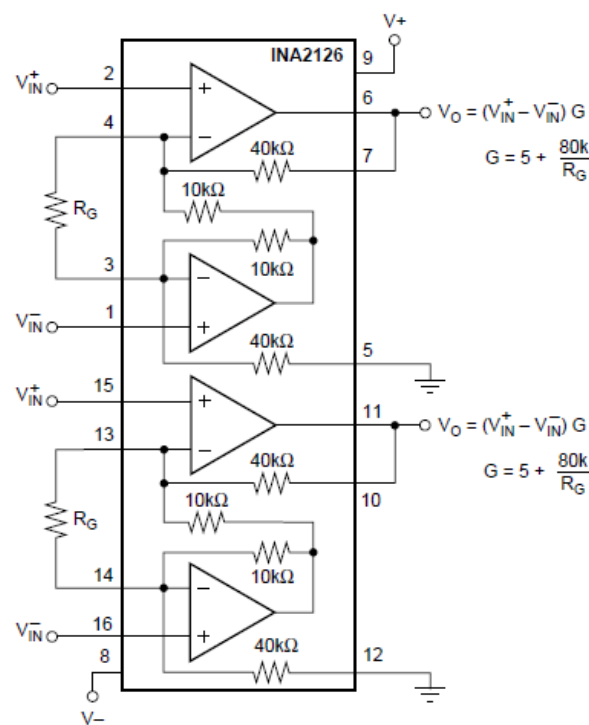 V+
INA2126
9
V+IN
2
6
VO = (V+IN – V–IN) G
4
40kΩ
7
G = 5 + 80k/RG
10kΩ
RG
3
10kΩ
V–IN
1
40kΩ
5
V+IN
15
11
VO = (V+IN – V–IN) G
13
40kΩ
10
G = 5 + 80k/RG
10kΩ
RG
14
10kΩ
V–IN
16
40kΩ
12
8
V–